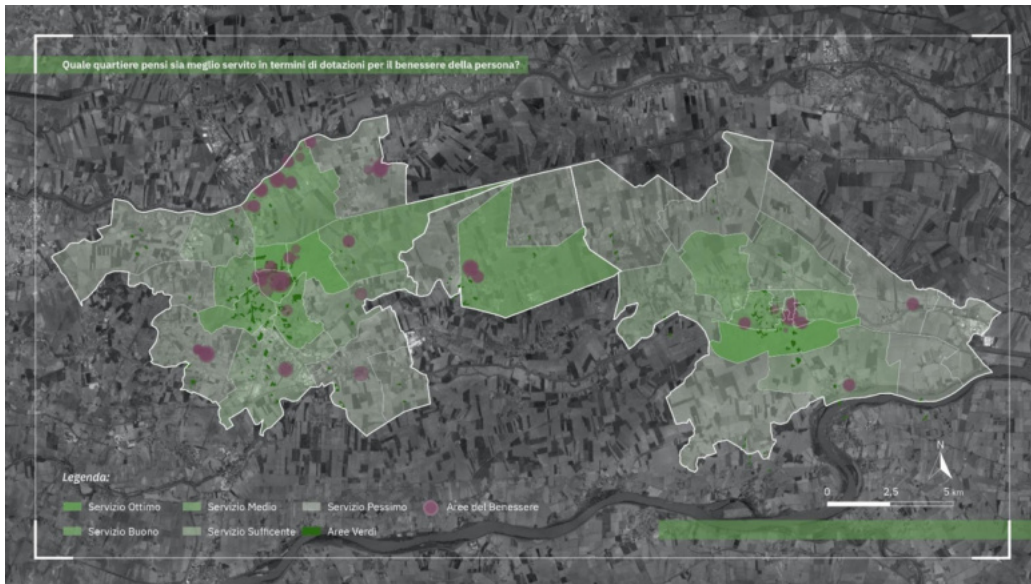 Quale quartiere pensi sia meglio servito in termini di dotazioni per il benessere della persona?
N
0 2,5 5 km
Legenda:
Servizio Ottimo Servizio Medio Servizio Pessimo Aree del Benessere
Servizio Buono Servizio Sufficente Aree Verdi